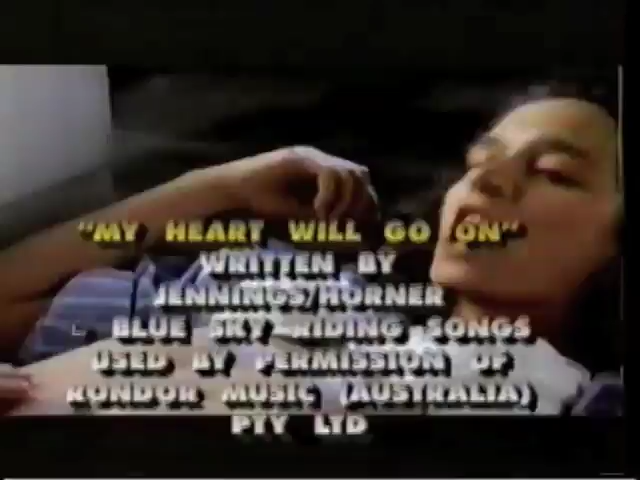 "MY HEART WILL GO ON"
WRITTEN BY
JENNINGS/HORNER
BLUE SKY RIDING SONGS
USED BY PERMISSION OF
RONDOR MUSIC (AUSTRALIA)
PTY LTD